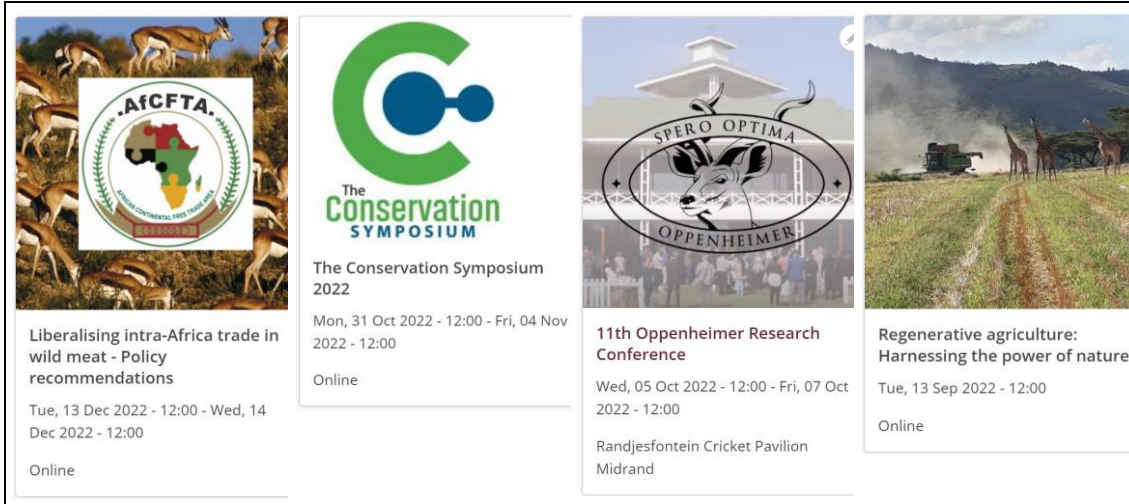 AfCFTA
AFRICAN CONTINENTAL FREE TRADE AREA
Liberalising intra-Africa trade in
wild meat - Policy
recommendations
Tue, 13 Dec 2022 - 12:00 - Wed, 14
Dec 2022 - 12:00
Online
The
Conservation
SYMPOSIUM
The Conservation Symposium
2022
Mon, 31 Oct 2022 - 12:00 - Fri, 04 Nov
2022 - 12:00
Online
SPERO OPTIMA
OPPENHEIMER
11th Oppenheimer Research
Conference
Wed, 05 Oct 2022 - 12:00 - Fri, 07 Oct
2022 - 12:00
Randjesfontein Cricket Pavilion
Midrand
Regenerative agriculture:
Harnessing the power of nature
Tue, 13 Sep 2022 - 12:00
Online